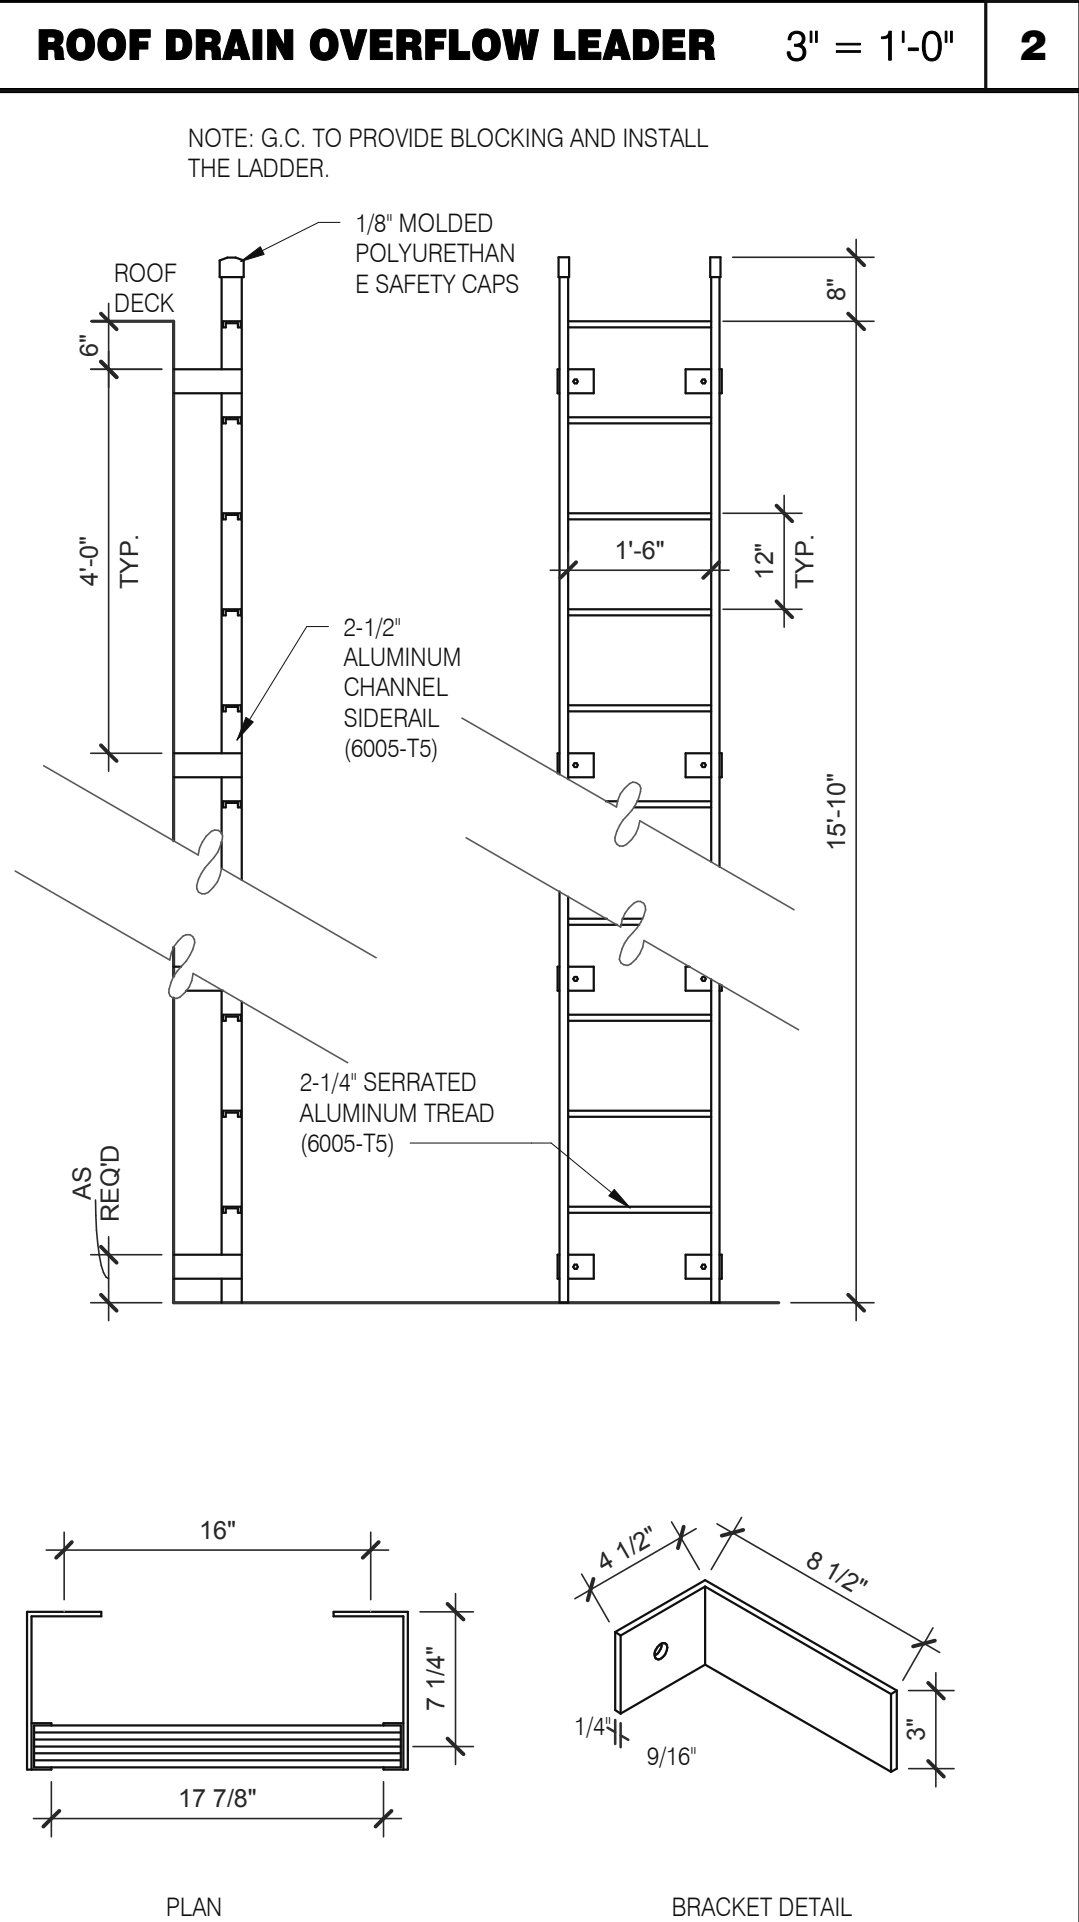 ROOF DRAIN OVERFLOW LEADER 3" = 1'-0" 2
NOTE: G.C. TO PROVIDE BLOCKING AND INSTALL
THE LADDER.
1/8" MOLDED
POLYURETHAN
E SAFETY CAPS
ROOF
DECK
6"
8"
4'-0"
TYP.
1'-6"
12"
TYP.
2-1/2"
ALUMINUM
CHANNEL
SIDERAIL
(6005-T5)
15'-10"
2-1/4" SERRATED
ALUMINUM TREAD
(6005-T5)
AS
REQ'D
16"
7 1/4"
17 7/8"
4 1/2"
8 1/2"
1/4"
9/16"
3"
PLAN
BRACKET DETAIL